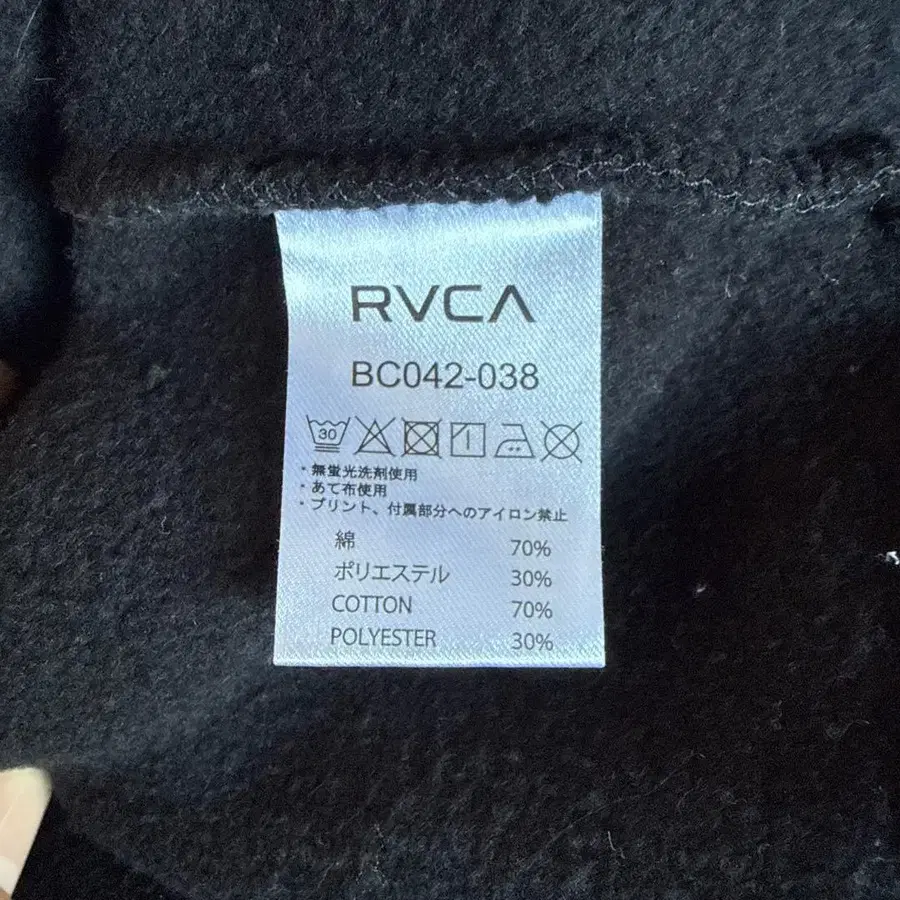 RVCA
BC042-038
30
・無蛍光洗剤使用
・あて布使用
・プリント、付属部分へのアイロン禁止
綿 70%
ポリエステル 30%
COTTON 70%
POLYESTER 30%